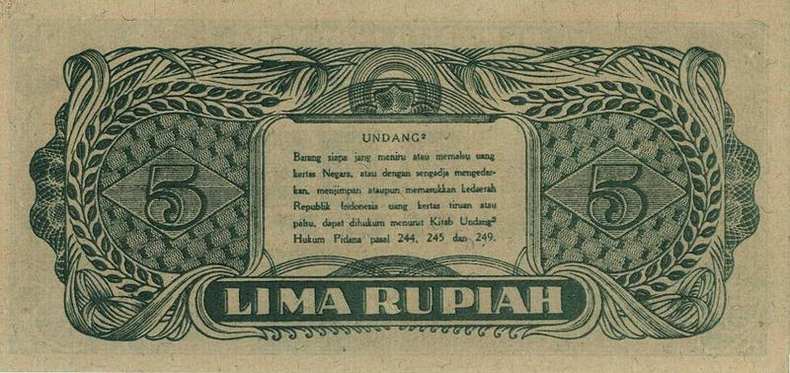 UNDANG²
Barang siapa jang meniru atau memalsu uang
kertas Negara, atau dengan sengadja mengedar-
kan, menjimpan ataupun memasukkan kedaerah
Republik Indonesia uang kertas tiruan atau
palsu, dapat dihukum menurut Kitab Undang²
Hukum Pidana pasal 244, 245 dan 249.
5 5
LIMA RUPIAH